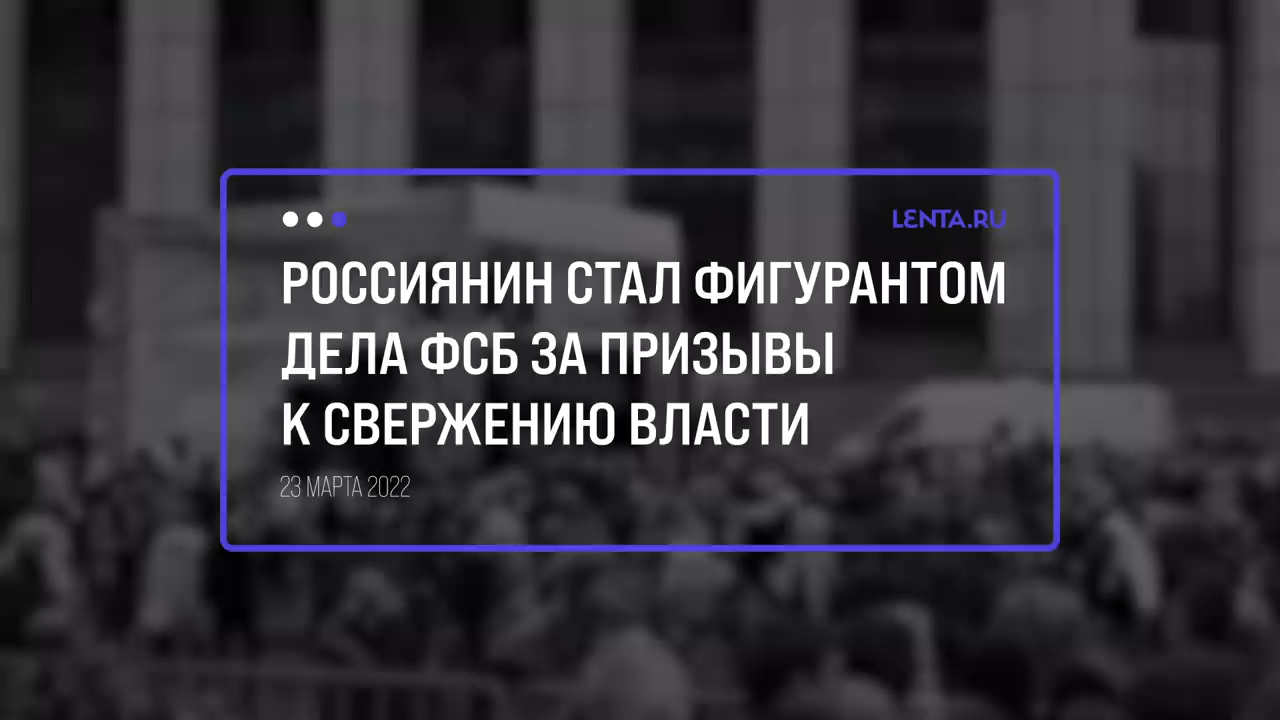 LENTA.RU
РОССИЯНИН СТАЛ ФИГУРАНТОМ
ДЕЛА ФСБ ЗА ПРИЗЫВЫ
К СВЕРЖЕНИЮ ВЛАСТИ
23 МАРТА 2022